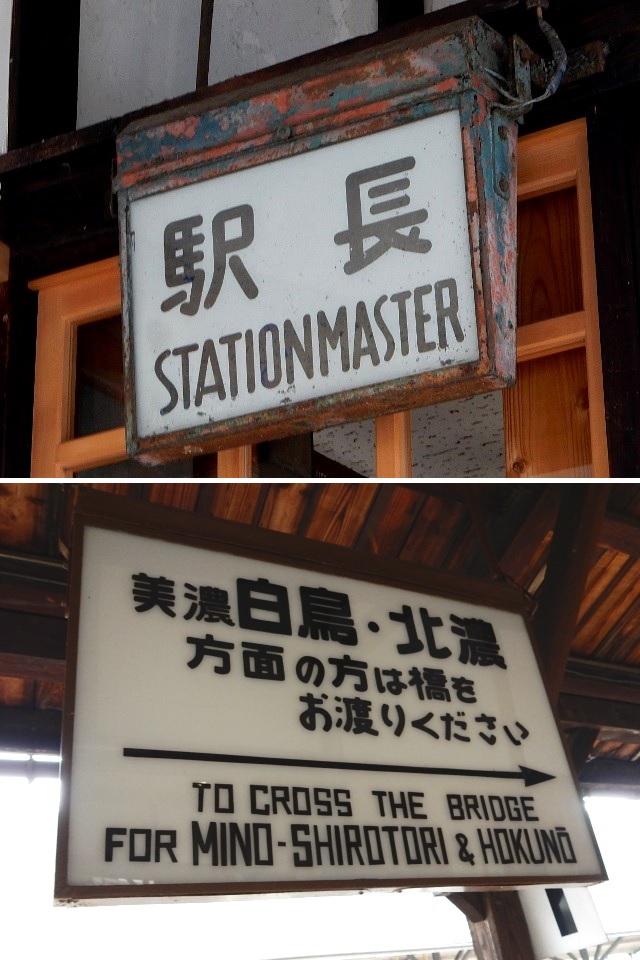 駅 長
STATIONMASTER
美濃白鳥・北濃
方面の方は橋を
お渡りください
TO CROSS THE BRIDGE
FOR MINO-SHIROTORI & HOKUNŌ